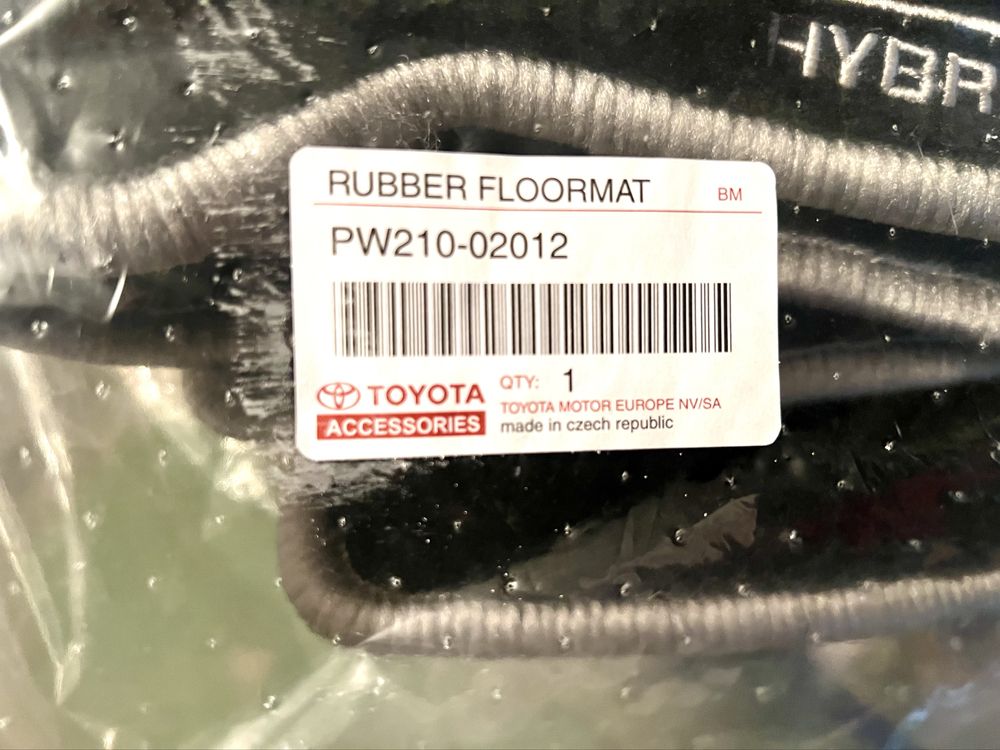 HYBR
RUBBER FLOORMAT BM
PW210-02012
TOYOTA
ACCESSORIES
QTY: 1
TOYOTA MOTOR EUROPE NV/SA
made in czech republic